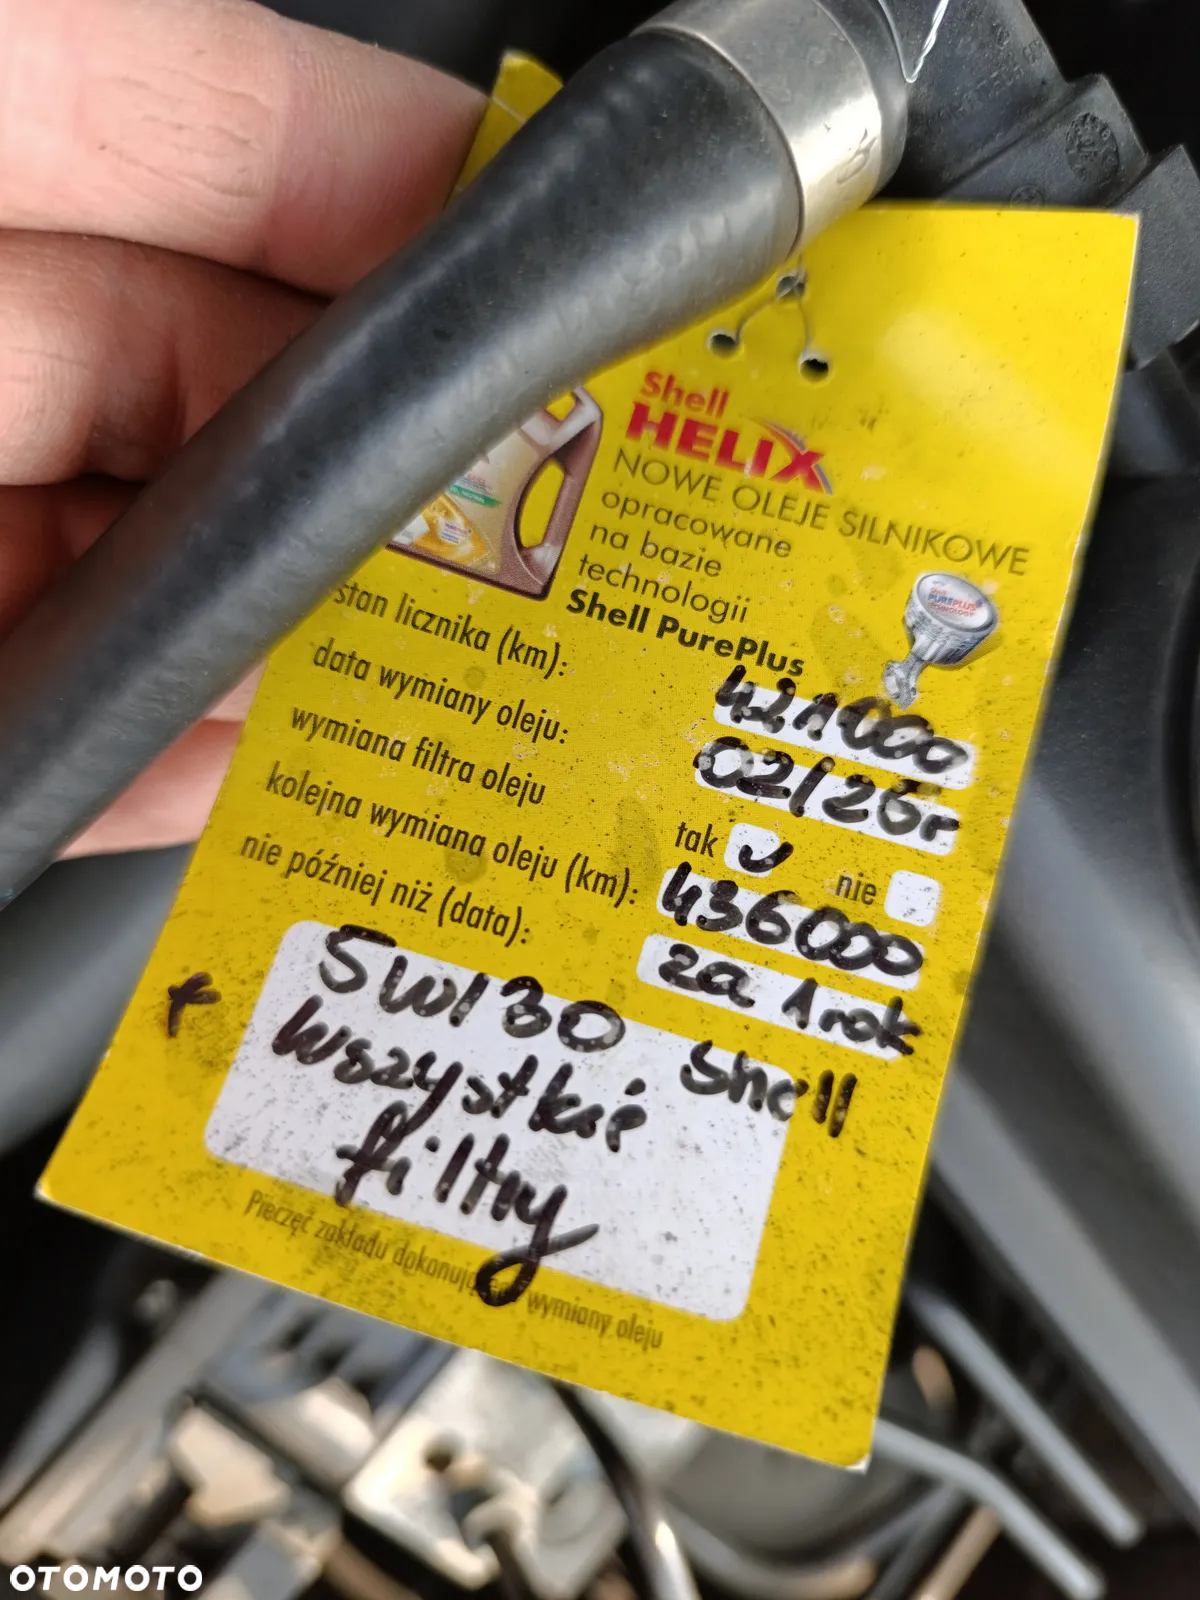 Shell
HELIX
NOWE OLEJE SILNIKOWE
opracowane
na bazie
technologii
Shell PurePlus
stan licznika (km): 421000
data wymiany oleju: 02/26r
wymiana filtra oleju tak nie
kolejna wymiana oleju (km): 436000
nie później niż (data): za 1 rok
5W/30 Shell
+ Wszystkie
filtry
Pieczęć zakładu dokonującego wymiany oleju
OTOMOTO